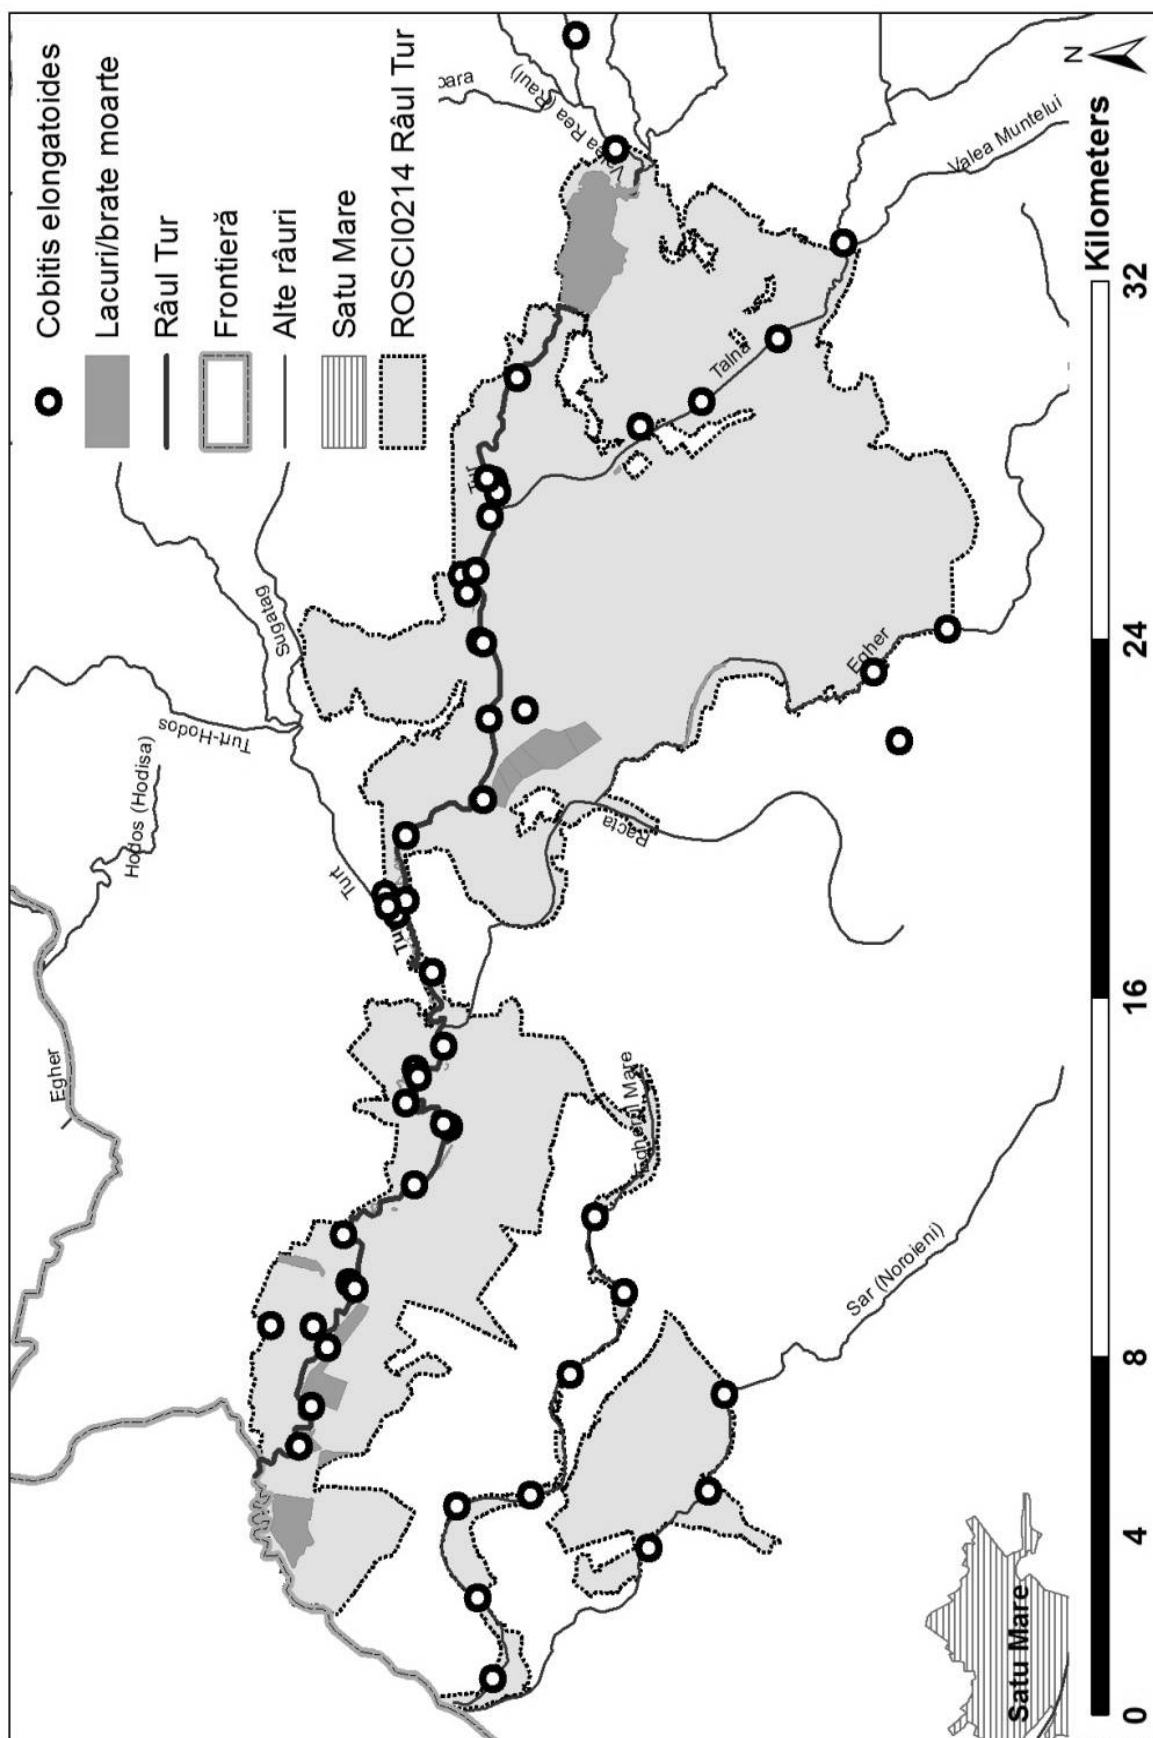 Cobitis elongatoides
Lacuri/brate moarte
Râul Tur
Frontieră
Alte râuri
Satu Mare
ROSCI0214 Râul Tur
Egher
Hodos (Hodisa)
Turt-Hodos
Sugatag
Turt
Tur
Valea Rea (Raul)
Talna
Valea Muntelui
Egher
Racta
Egherul Mare
Sar (Noroieni)
Satu Mare
N
0 4 8 16 24 32
Kilometers